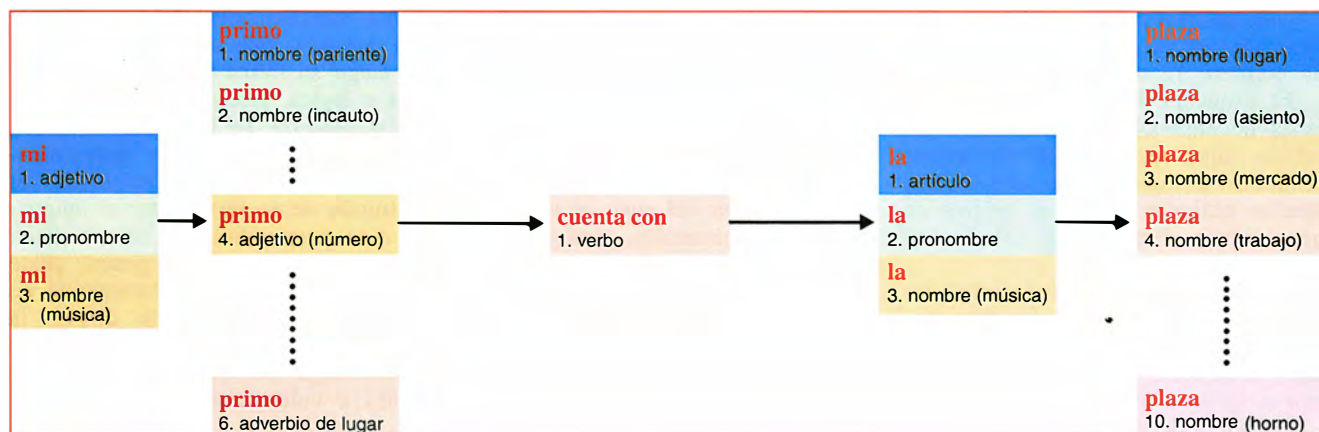 mi
1. adjetivo
mi
2. pronombre
mi
3. nombre
(música)
primo
1. nombre (pariente)
primo
2. nombre (incauto)
primo
4. adjetivo (número)
primo
6. adverbio de lugar
cuenta con
1. verbo
la
1. artículo
la
2. pronombre
la
3. nombre (música)
plaza
1. nombre (lugar)
plaza
2. nombre (asiento)
plaza
3. nombre (mercado)
plaza
4. nombre (trabajo)
plaza
10. nombre (horno)